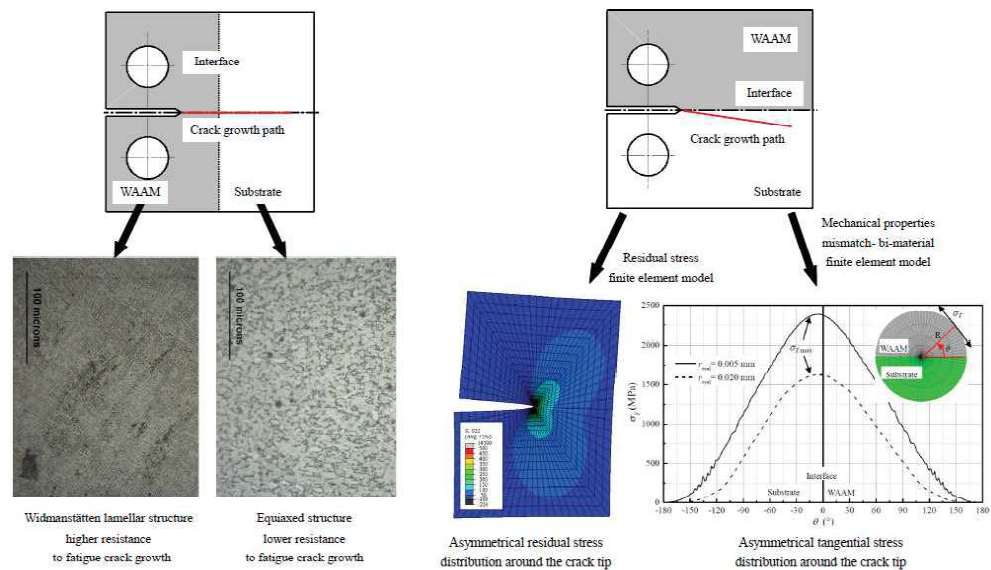 Interface
Crack growth path
WAAM
Substrate
100 microns
100 microns
Widmanstätten lamellar structure
higher resistance
to fatigue crack growth
Equiaxed structure
lower resistance
to fatigue crack growth
WAAM
Interface
Crack growth path
Substrate
Residual stress
finite element model
Mechanical properties
mismatch- bi-material
finite element model
S, S22
(Avg: 75%)
Asymmetrical residual stress
distribution around the crack tip
σT (MPa)
2500
2000
1500
1000
500
0
σTmax
= 0.005 mm
= 0.020 mm
WAAM
Substrate
R
θ
σT
Interface
Substrate
WAAM
-180 -150 -120 -90 -60 -30 0 30 60 90 120 150 180
θ (°)
Asymmetrical tangential stress
distribution around the crack tip